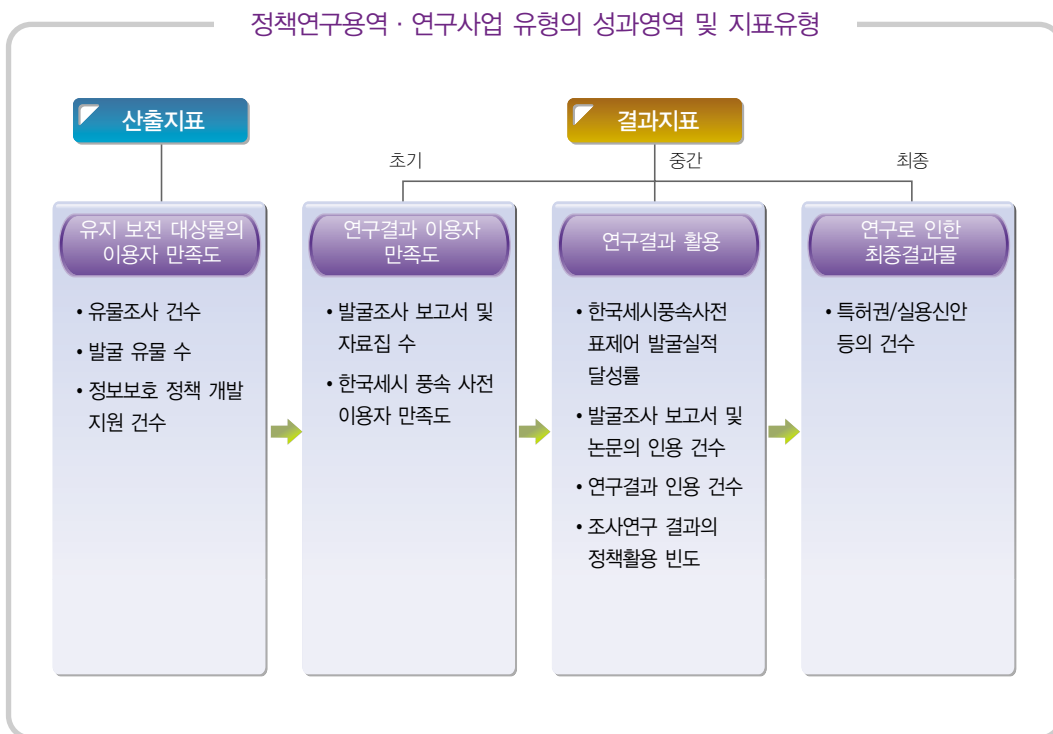 정책연구용역 · 연구사업 유형의 성과영역 및 지표유형
산출지표
결과지표
초기
중간
최종
유지 보전 대상물의
이용자 만족도
• 유물조사 건수
• 발굴 유물 수
• 정보보호 정책 개발
지원 건수
연구결과 이용자
만족도
• 발굴조사 보고서 및
자료집 수
• 한국세시 풍속 사전
이용자 만족도
연구결과 활용
• 한국세시풍속사전
표제어 발굴실적
달성률
• 발굴조사 보고서 및
논문의 인용 건수
• 연구결과 인용 건수
• 조사연구 결과의
정책활용 빈도
연구로 인한
최종결과물
• 특허권/실용신안
등의 건수